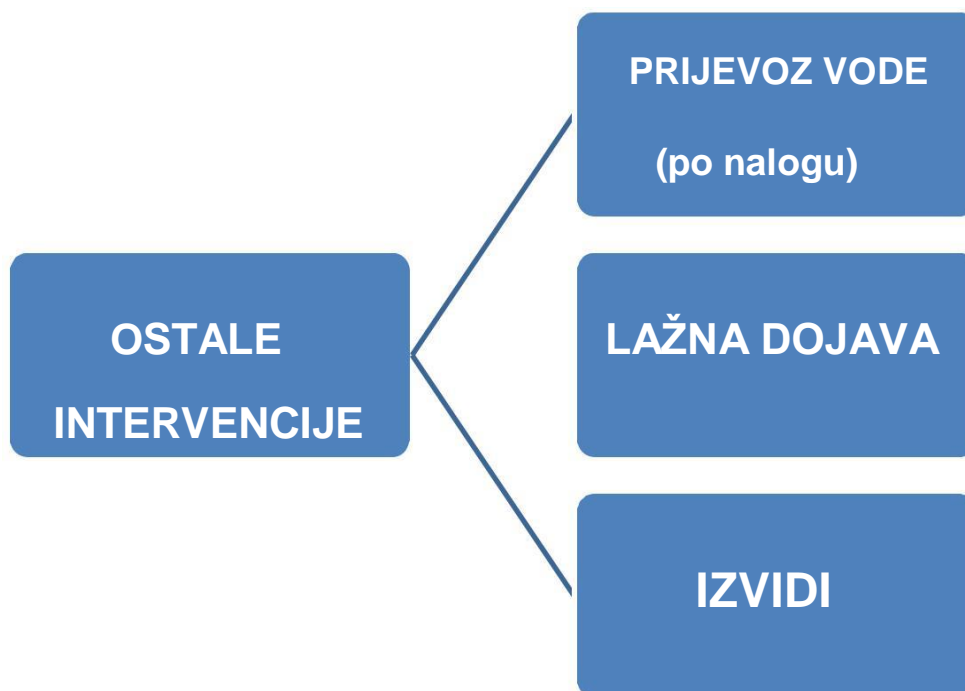 OSTALE
INTERVENCIJE
PRIJEVOZ VODE
(po nalogu)
LAŽNA DOJAVA
IZVIDI